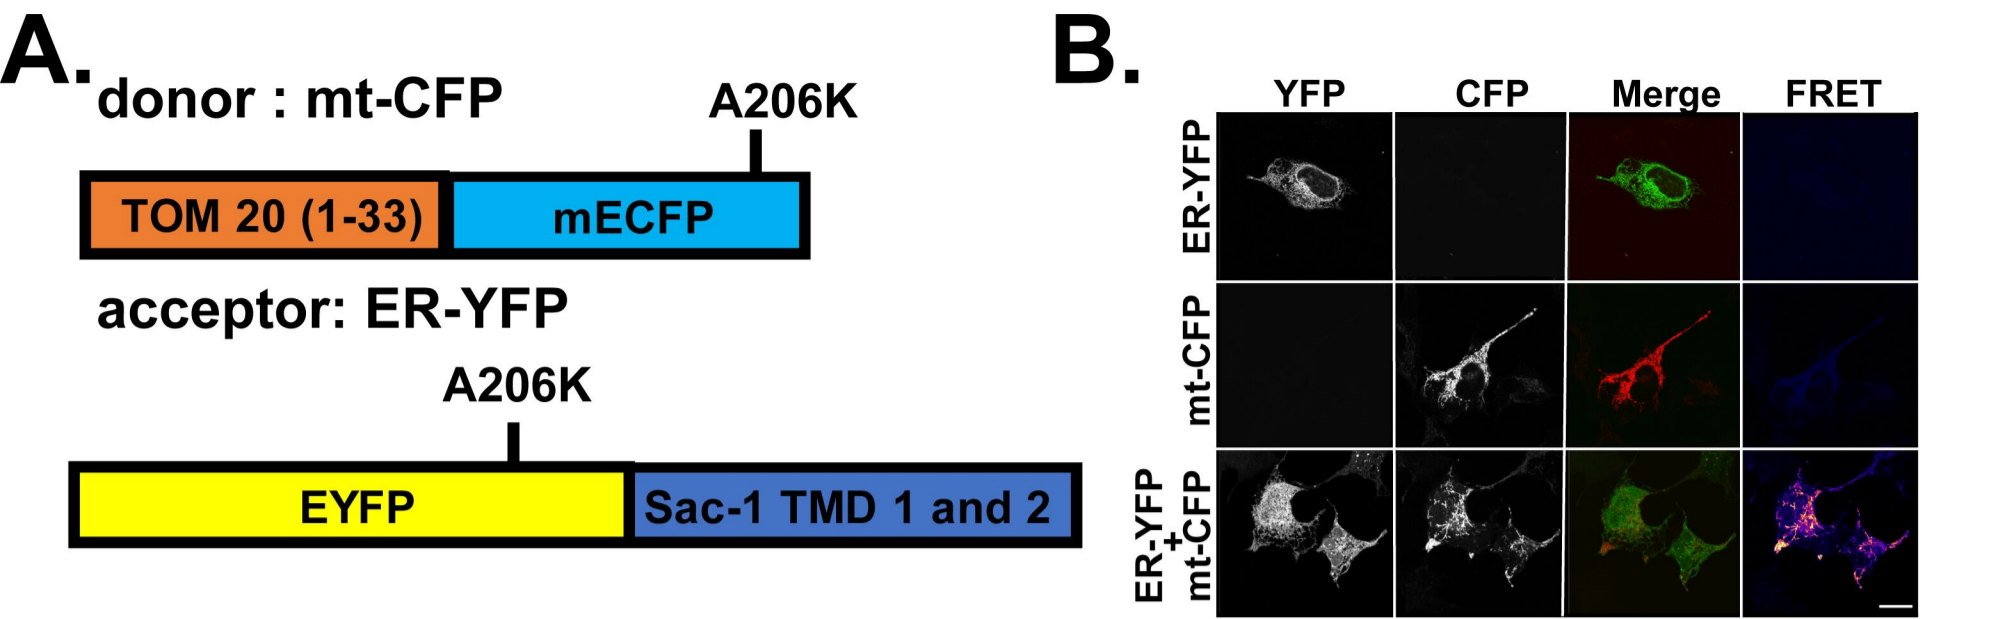 A.
donor : mt-CFP
A206K
TOM 20 (1-33)
mECFP
acceptor: ER-YFP
A206K
EYFP
Sac-1 TMD 1 and 2
B.
YFP
CFP
Merge
FRET
ER-YFP
mt-CFP
ER-YFP
+
mt-CFP